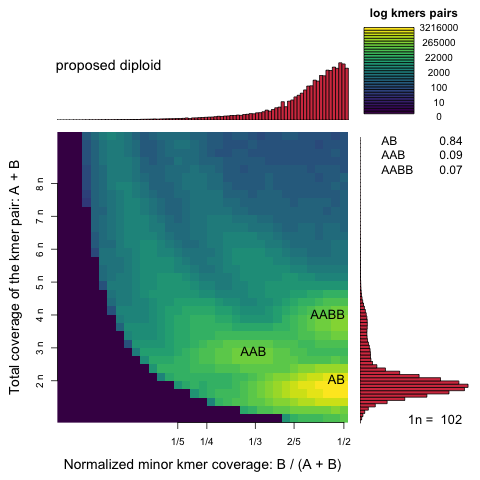 log kmers pairs
3216000
265000
22000
2000
100
10
0
proposed diploid
AB 0.84
AAB 0.09
AABB 0.07
Total coverage of the kmer pair: A + B
8 n
7 n
6 n
5 n
4 n
3 n
2 n
AABB
AAB
AB
1n = 102
1/5 1/4 1/3 2/5 1/2
Normalized minor kmer coverage: B / (A + B)